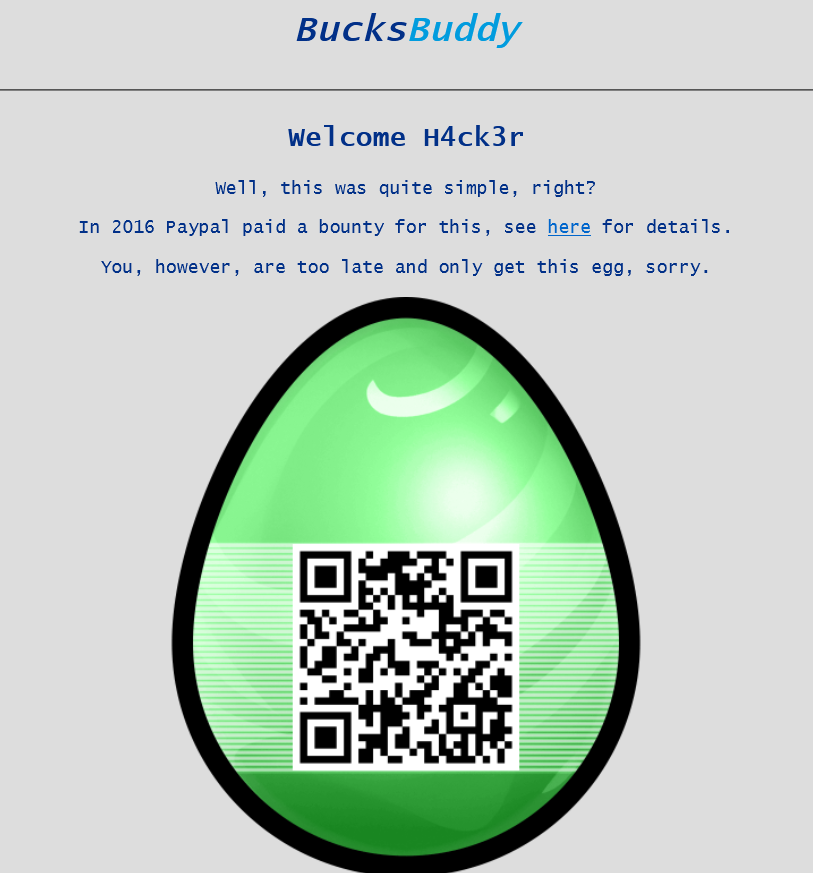 BucksBuddy
Welcome H4ck3r
Well, this was quite simple, right?
In 2016 Paypal paid a bounty for this, see here for details.
You, however, are too late and only get this egg, sorry.